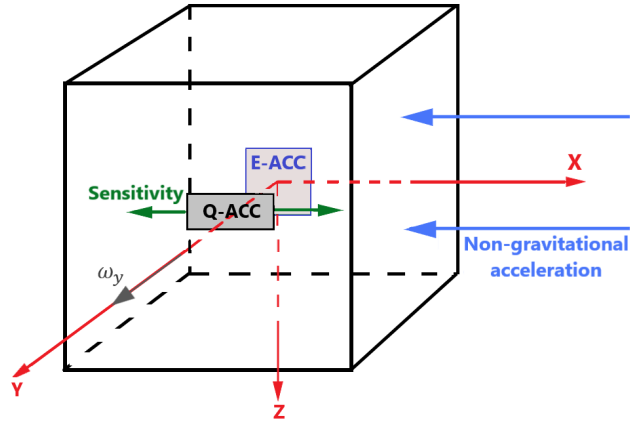 E-ACC
X
Sensitivity
Q-ACC
Non-gravitational
acceleration
ω_y
Y
Z